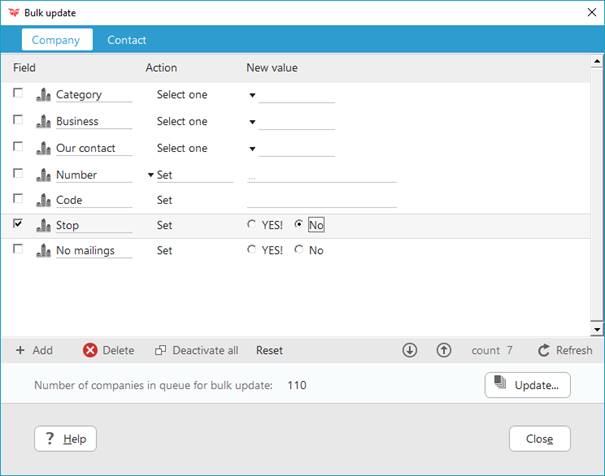 Bulk update
Company Contact
Field Action New value
Category Select one
Business Select one
Our contact Select one
Number Set ...
Code Set
Stop Set YES! No
No mailings Set YES! No
+ Add Delete Deactivate all Reset count 7 Refresh
Number of companies in queue for bulk update: 110 Update...
? Help Close